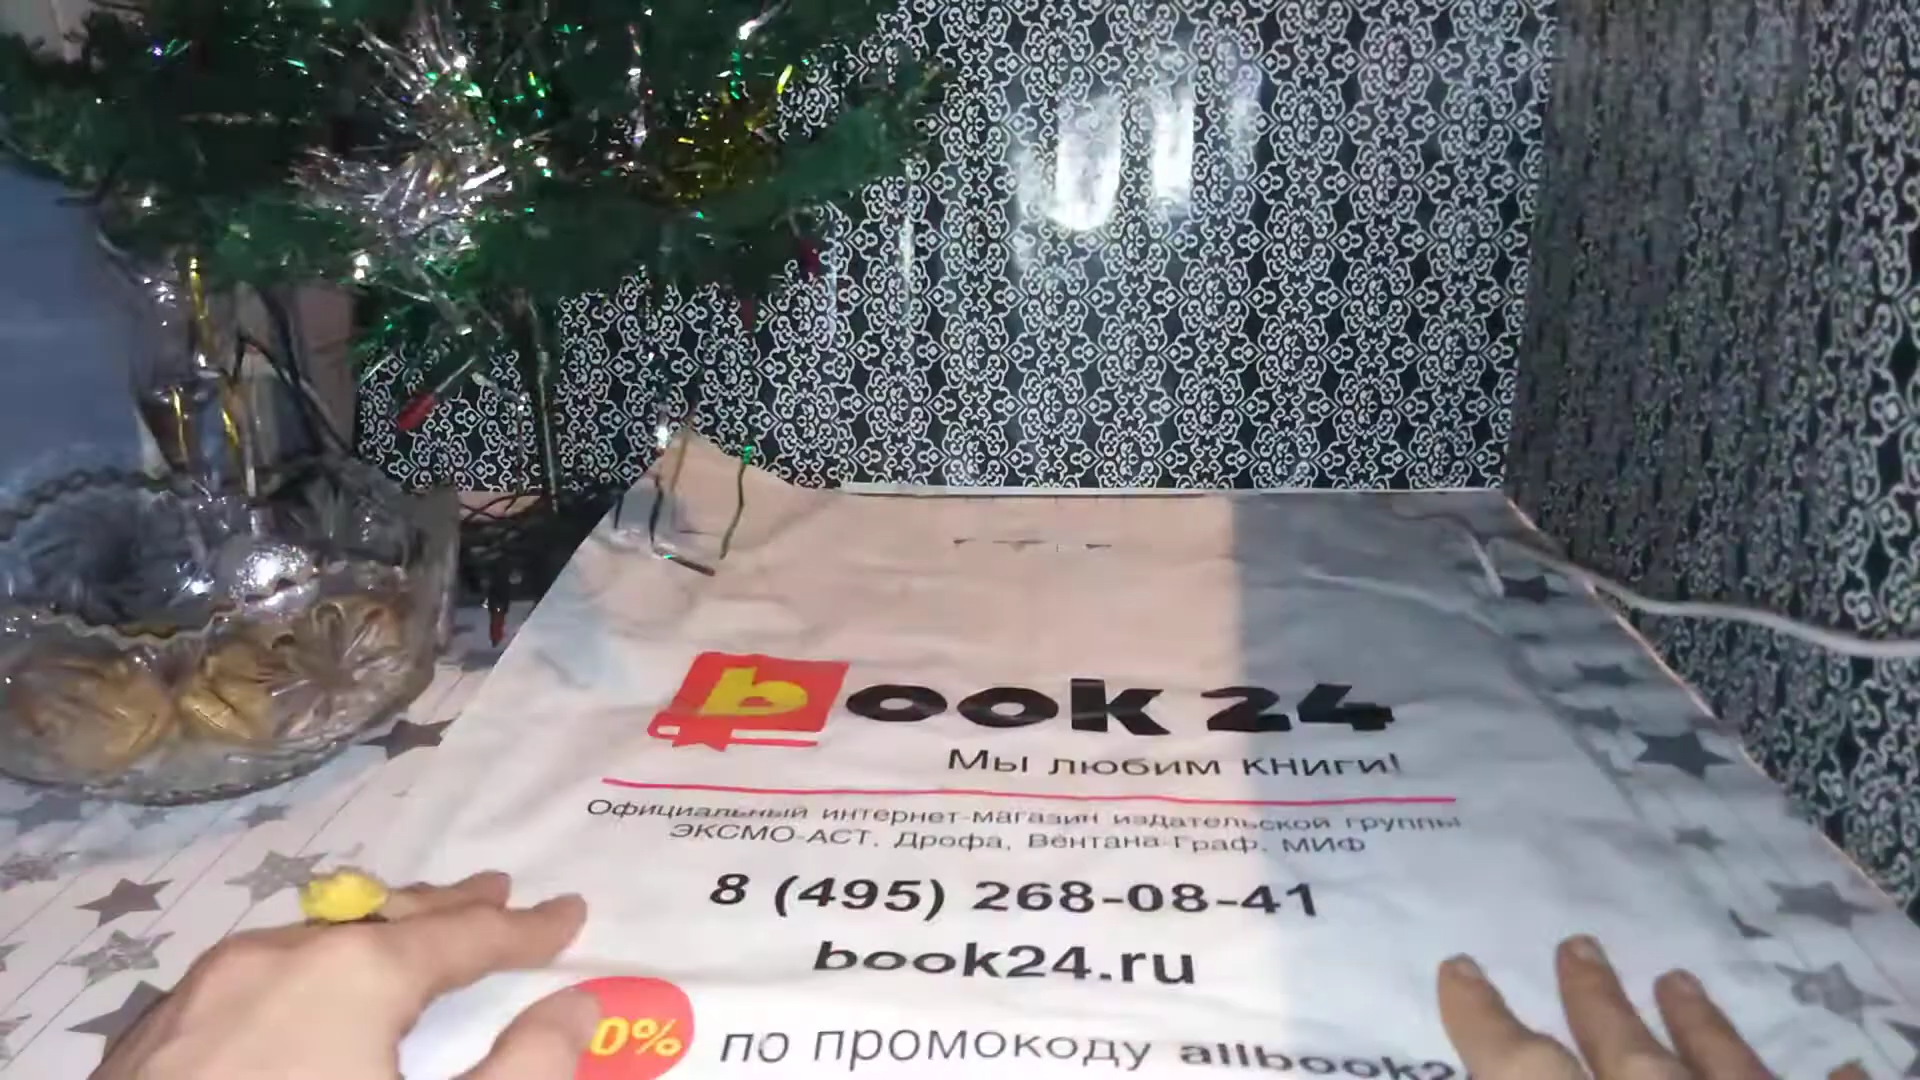 book 24
Мы любим книги!
Официальный интернет-магазин издательской группы
ЭКСМО-АСТ, Дрофа, Вентана-Граф, МИФ
8 (495) 268-08-41
book24.ru
0% по промокоду allbook2